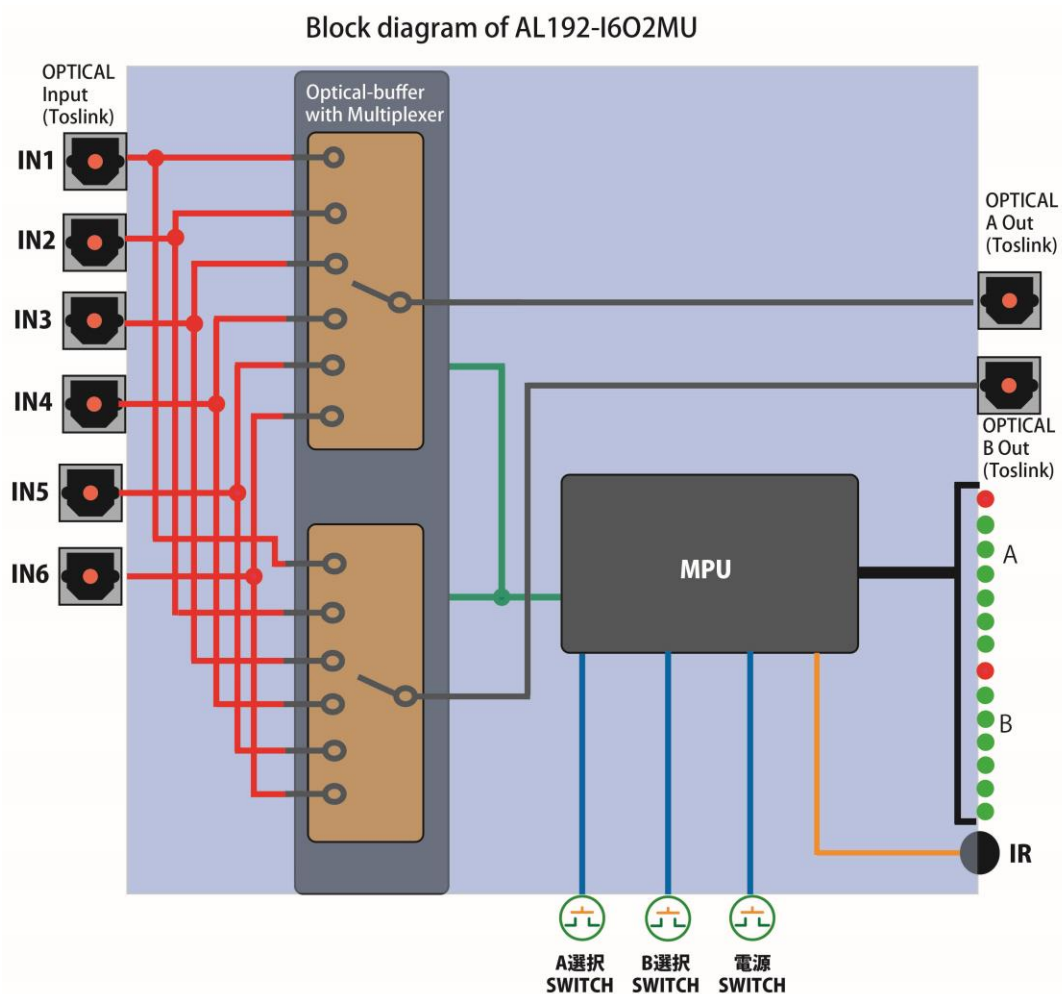 Block diagram of AL192-I6O2MU
OPTICAL
Input
(Toslink)
Optical-buffer
with Multiplexer
IN1
IN2
IN3
IN4
IN5
IN6
OPTICAL
A Out
(Toslink)
OPTICAL
B Out
(Toslink)
MPU
A
B
IR
A選択
SWITCH
B選択
SWITCH
電源
SWITCH